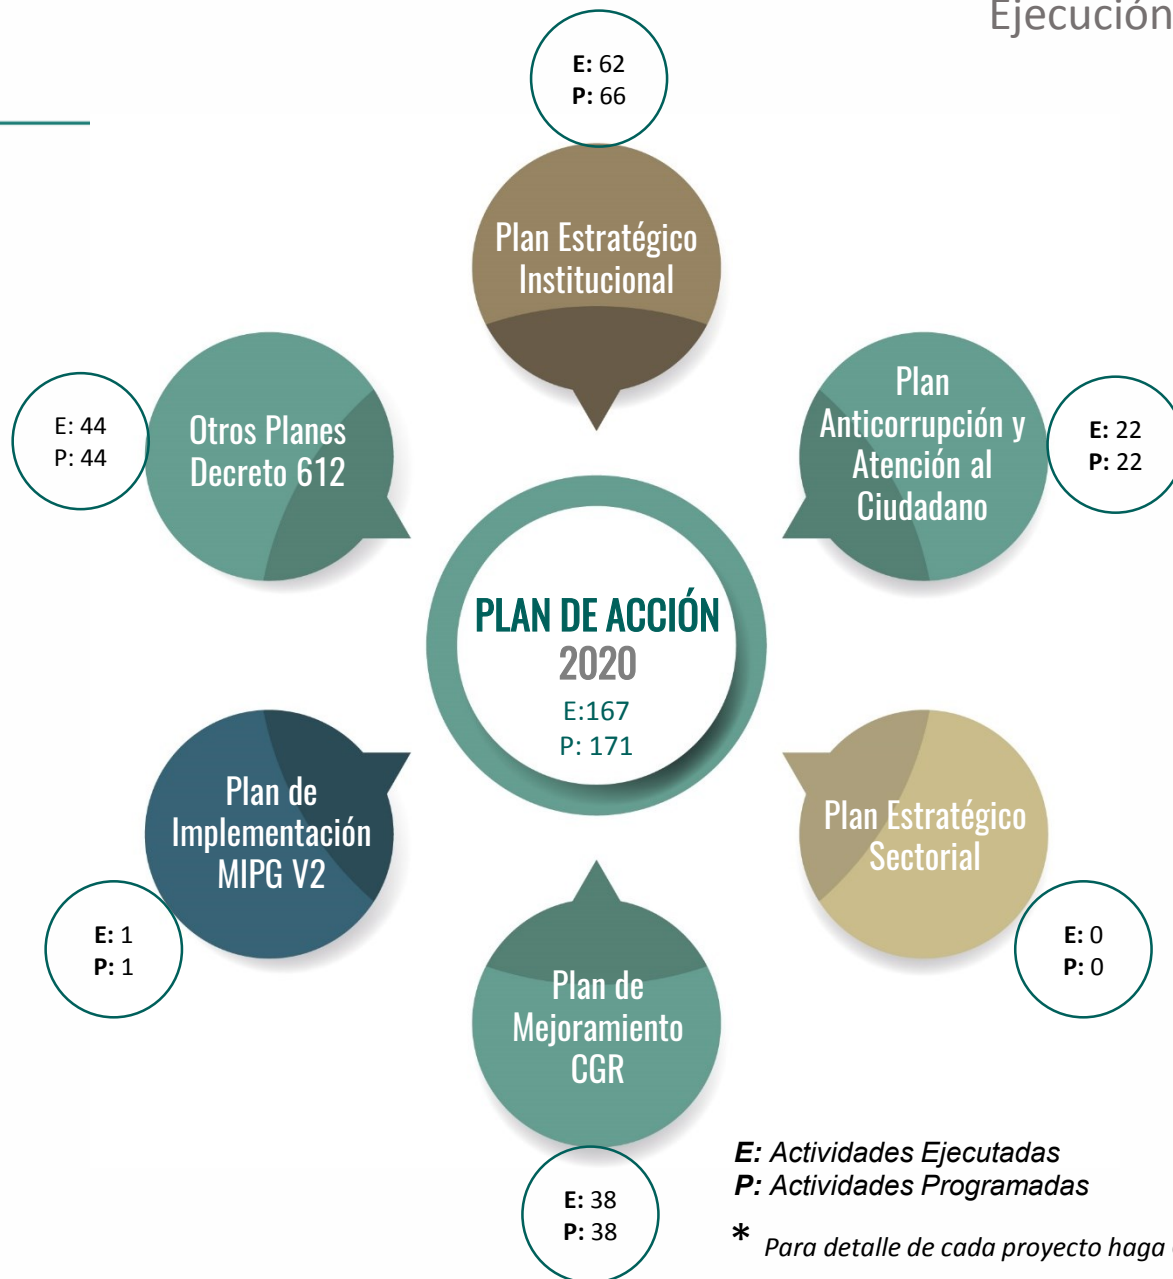 Ejecución
E: 62
P: 66
Plan Estratégico
Institucional
E: 44
P: 44
Otros Planes
Decreto 612
Plan
Anticorrupción y
Atención al
Ciudadano
E: 22
P: 22
PLAN DE ACCIÓN
2020
E:167
P: 171
Plan de
Implementación
MIPG V2
E: 1
P: 1
Plan Estratégico
Sectorial
E: 0
P: 0
Plan de
Mejoramiento
CGR
E: 38
P: 38
E: Actividades Ejecutadas
P: Actividades Programadas
* Para detalle de cada proyecto haga